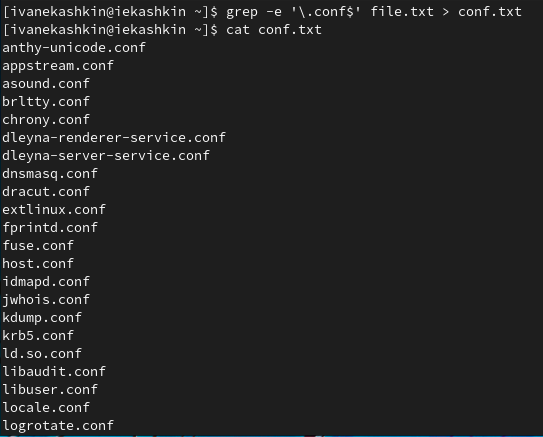 [ivanekashkin@iekashkin ~]$ grep -e '\.conf$' file.txt > conf.txt
[ivanekashkin@iekashkin ~]$ cat conf.txt
anthy-unicode.conf
appstream.conf
asound.conf
brltty.conf
chrony.conf
dleyna-renderer-service.conf
dleyna-server-service.conf
dnsmasq.conf
dracut.conf
extlinux.conf
fprintd.conf
fuse.conf
host.conf
idmapd.conf
jwhois.conf
kdump.conf
krb5.conf
ld.so.conf
libaudit.conf
libuser.conf
locale.conf
logrotate.conf